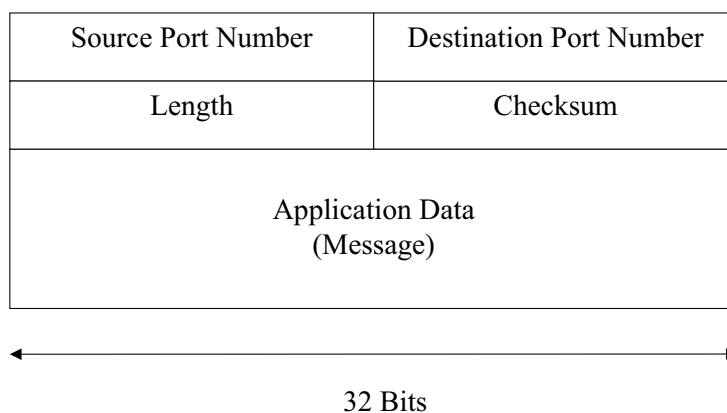 Source Port Number
Destination Port Number
Length
Checksum
Application Data
(Message)
32 Bits